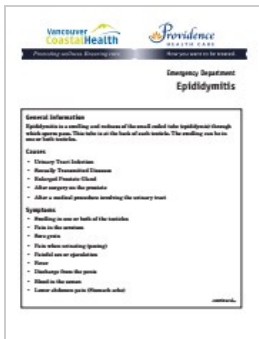 Vancouver
CoastalHealth
Providence
HEALTH CARE
Promoting wellness. Ensuring care.
How you want to be treated.
Emergency Department
Epididymitis
General Information
Epididymitis is a swelling and redness of the small coiled tube (epididymis) through
which sperm pass. This tube is at the back of each testicle. The swelling can be in
one or both testicles.
Causes
• Urinary Tract Infection
• Sexually Transmitted Diseases
• Enlarged Prostate Gland
• After surgery on the prostate
• After a medical procedure involving the urinary tract
Symptoms
• Swelling in one or both of the testicles
• Pain in the scrotum
• Sore groin
• Pain when urinating (peeing)
• Painful sex or ejaculation
• Fever
• Discharge from the penis
• Blood in the semen
• Lower abdomen pain (Stomach ache)
continued...